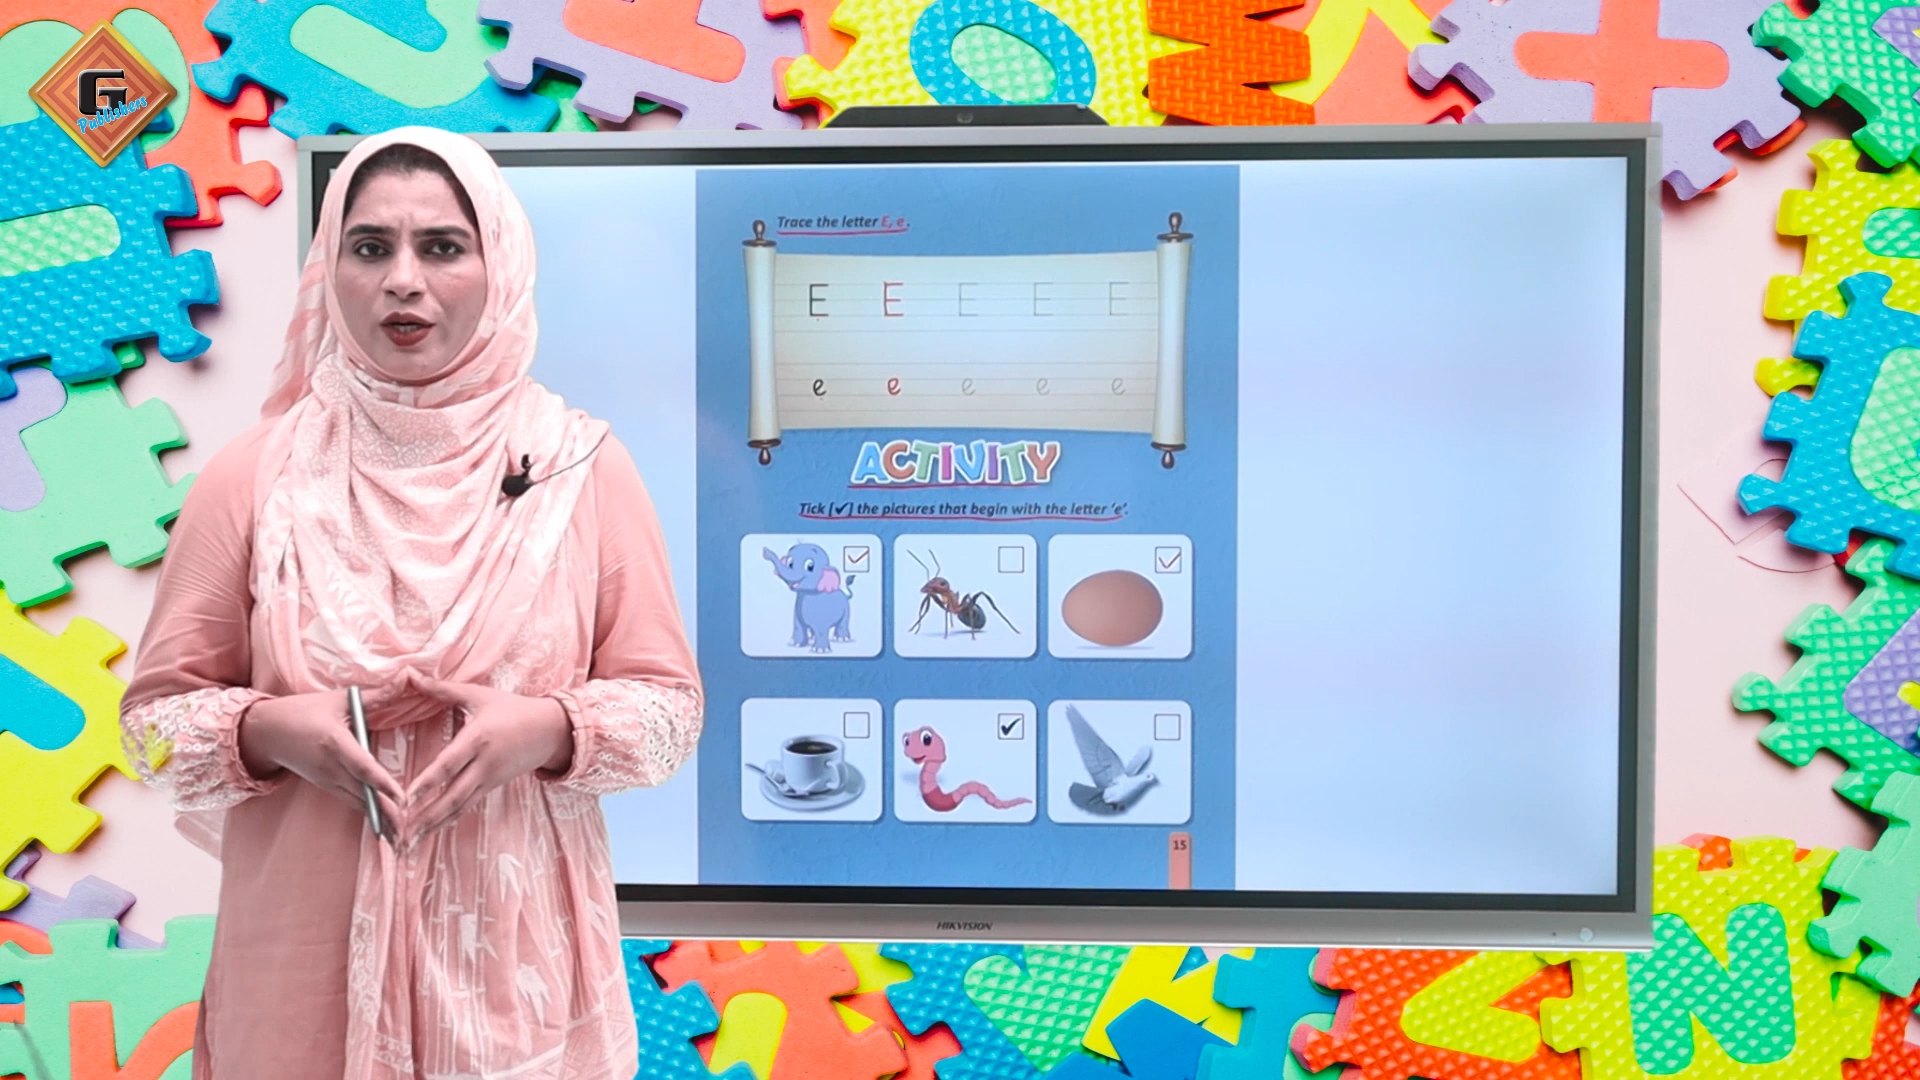 G
Publishers
Trace the letter E, e.
E E E E E
e e e e e
ACTIVITY
Tick [✔] the pictures that begin with the letter 'e'.
15
HIKVISION
N